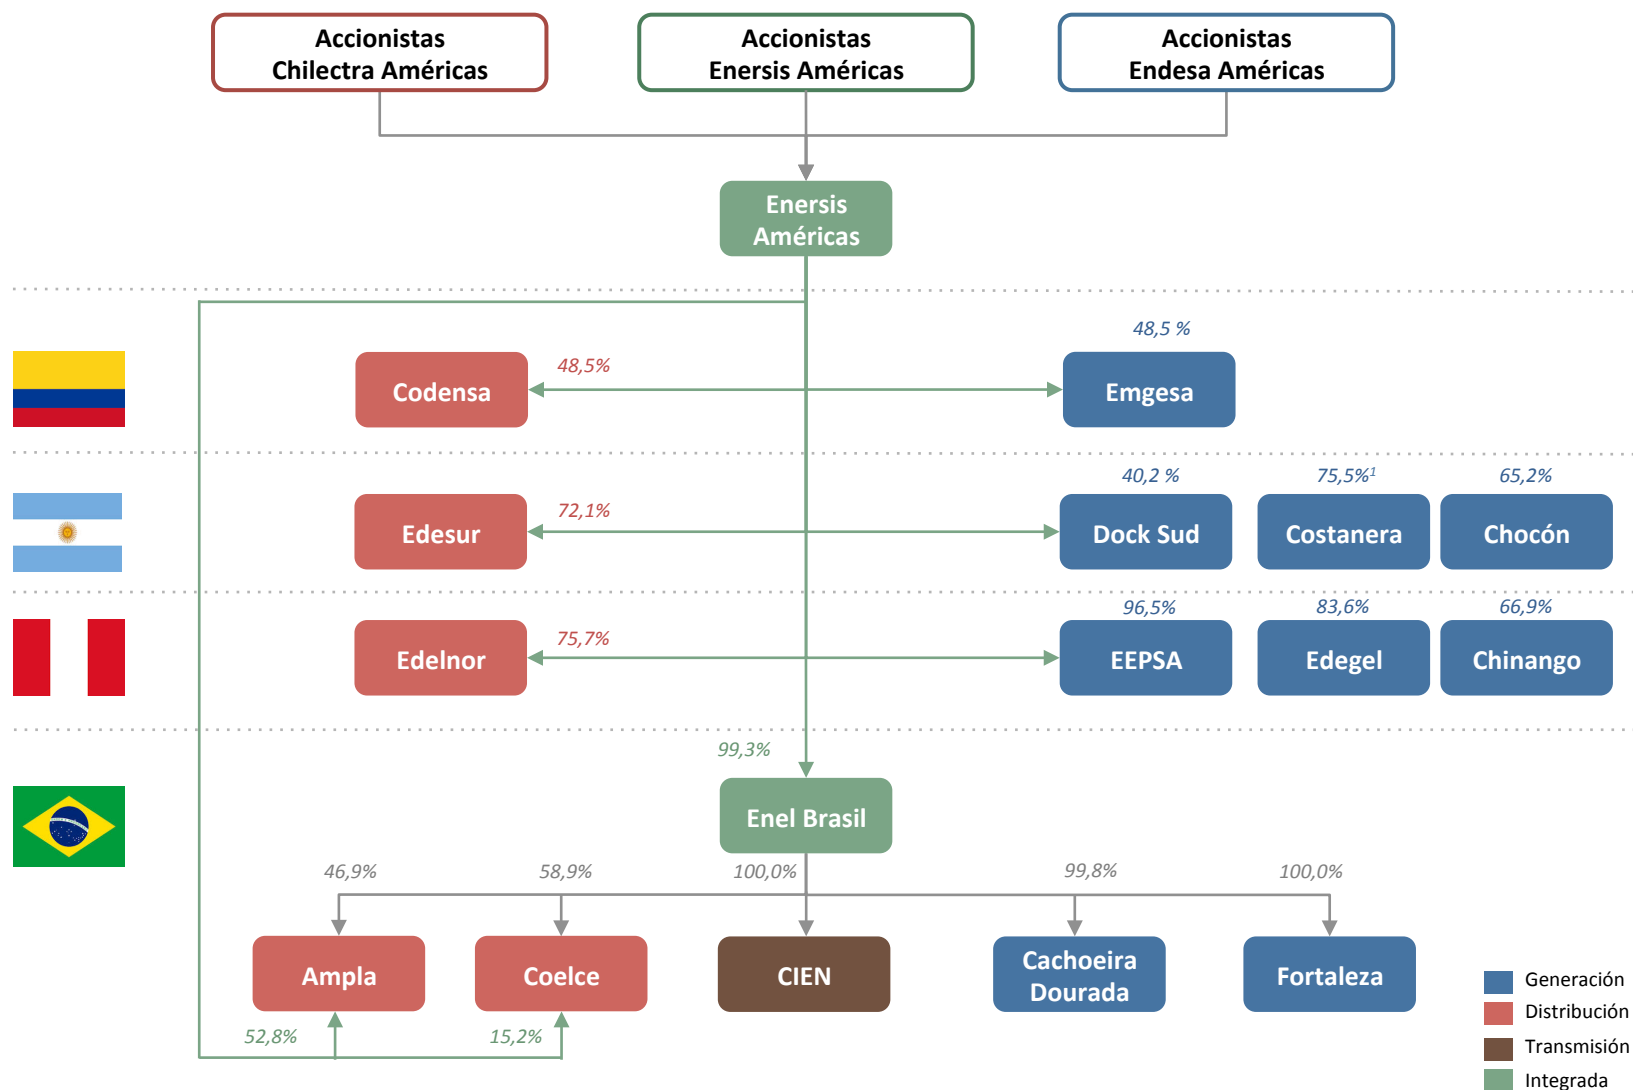 Accionistas
Chilectra Américas
Accionistas
Enersis Américas
Accionistas
Endesa Américas
Enersis
Américas
48,5%
48,5 %
Codensa
Emgesa
72,1%
40,2 %
75,5%¹
65,2%
Edesur
Dock Sud
Costanera
Chocón
75,7%
96,5%
83,6%
66,9%
Edelnor
EEPSA
Edegel
Chinango
99,3%
Enel Brasil
46,9%
58,9%
100,0%
99,8%
100,0%
Ampla
Coelce
CIEN
Cachoeira
Dourada
Fortaleza
52,8%
15,2%
Generación
Distribución
Transmisión
Integrada